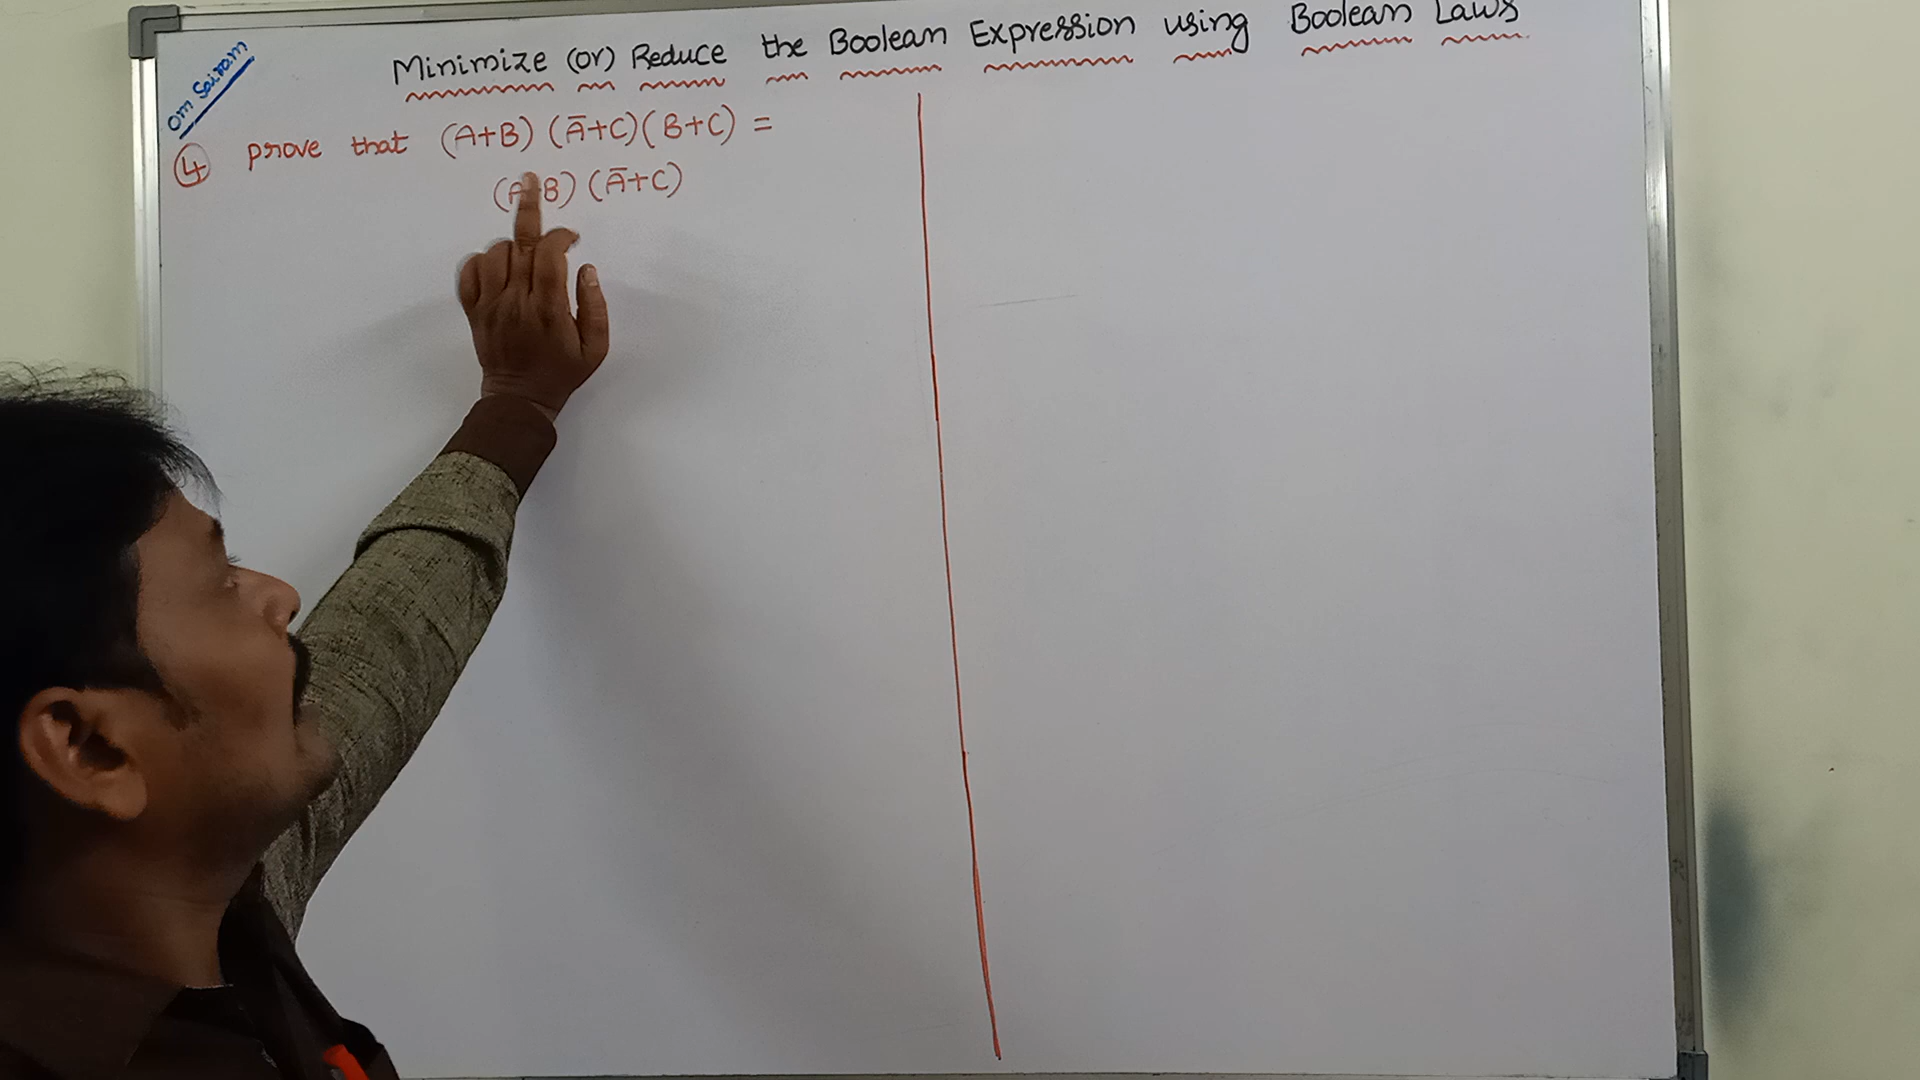 Minimize (or) Reduce the Boolean Expression using Boolean Laws
Om Sairam
④ prove that (A+B) (Ā+C) (B+C) =
(A+B) (Ā+C)